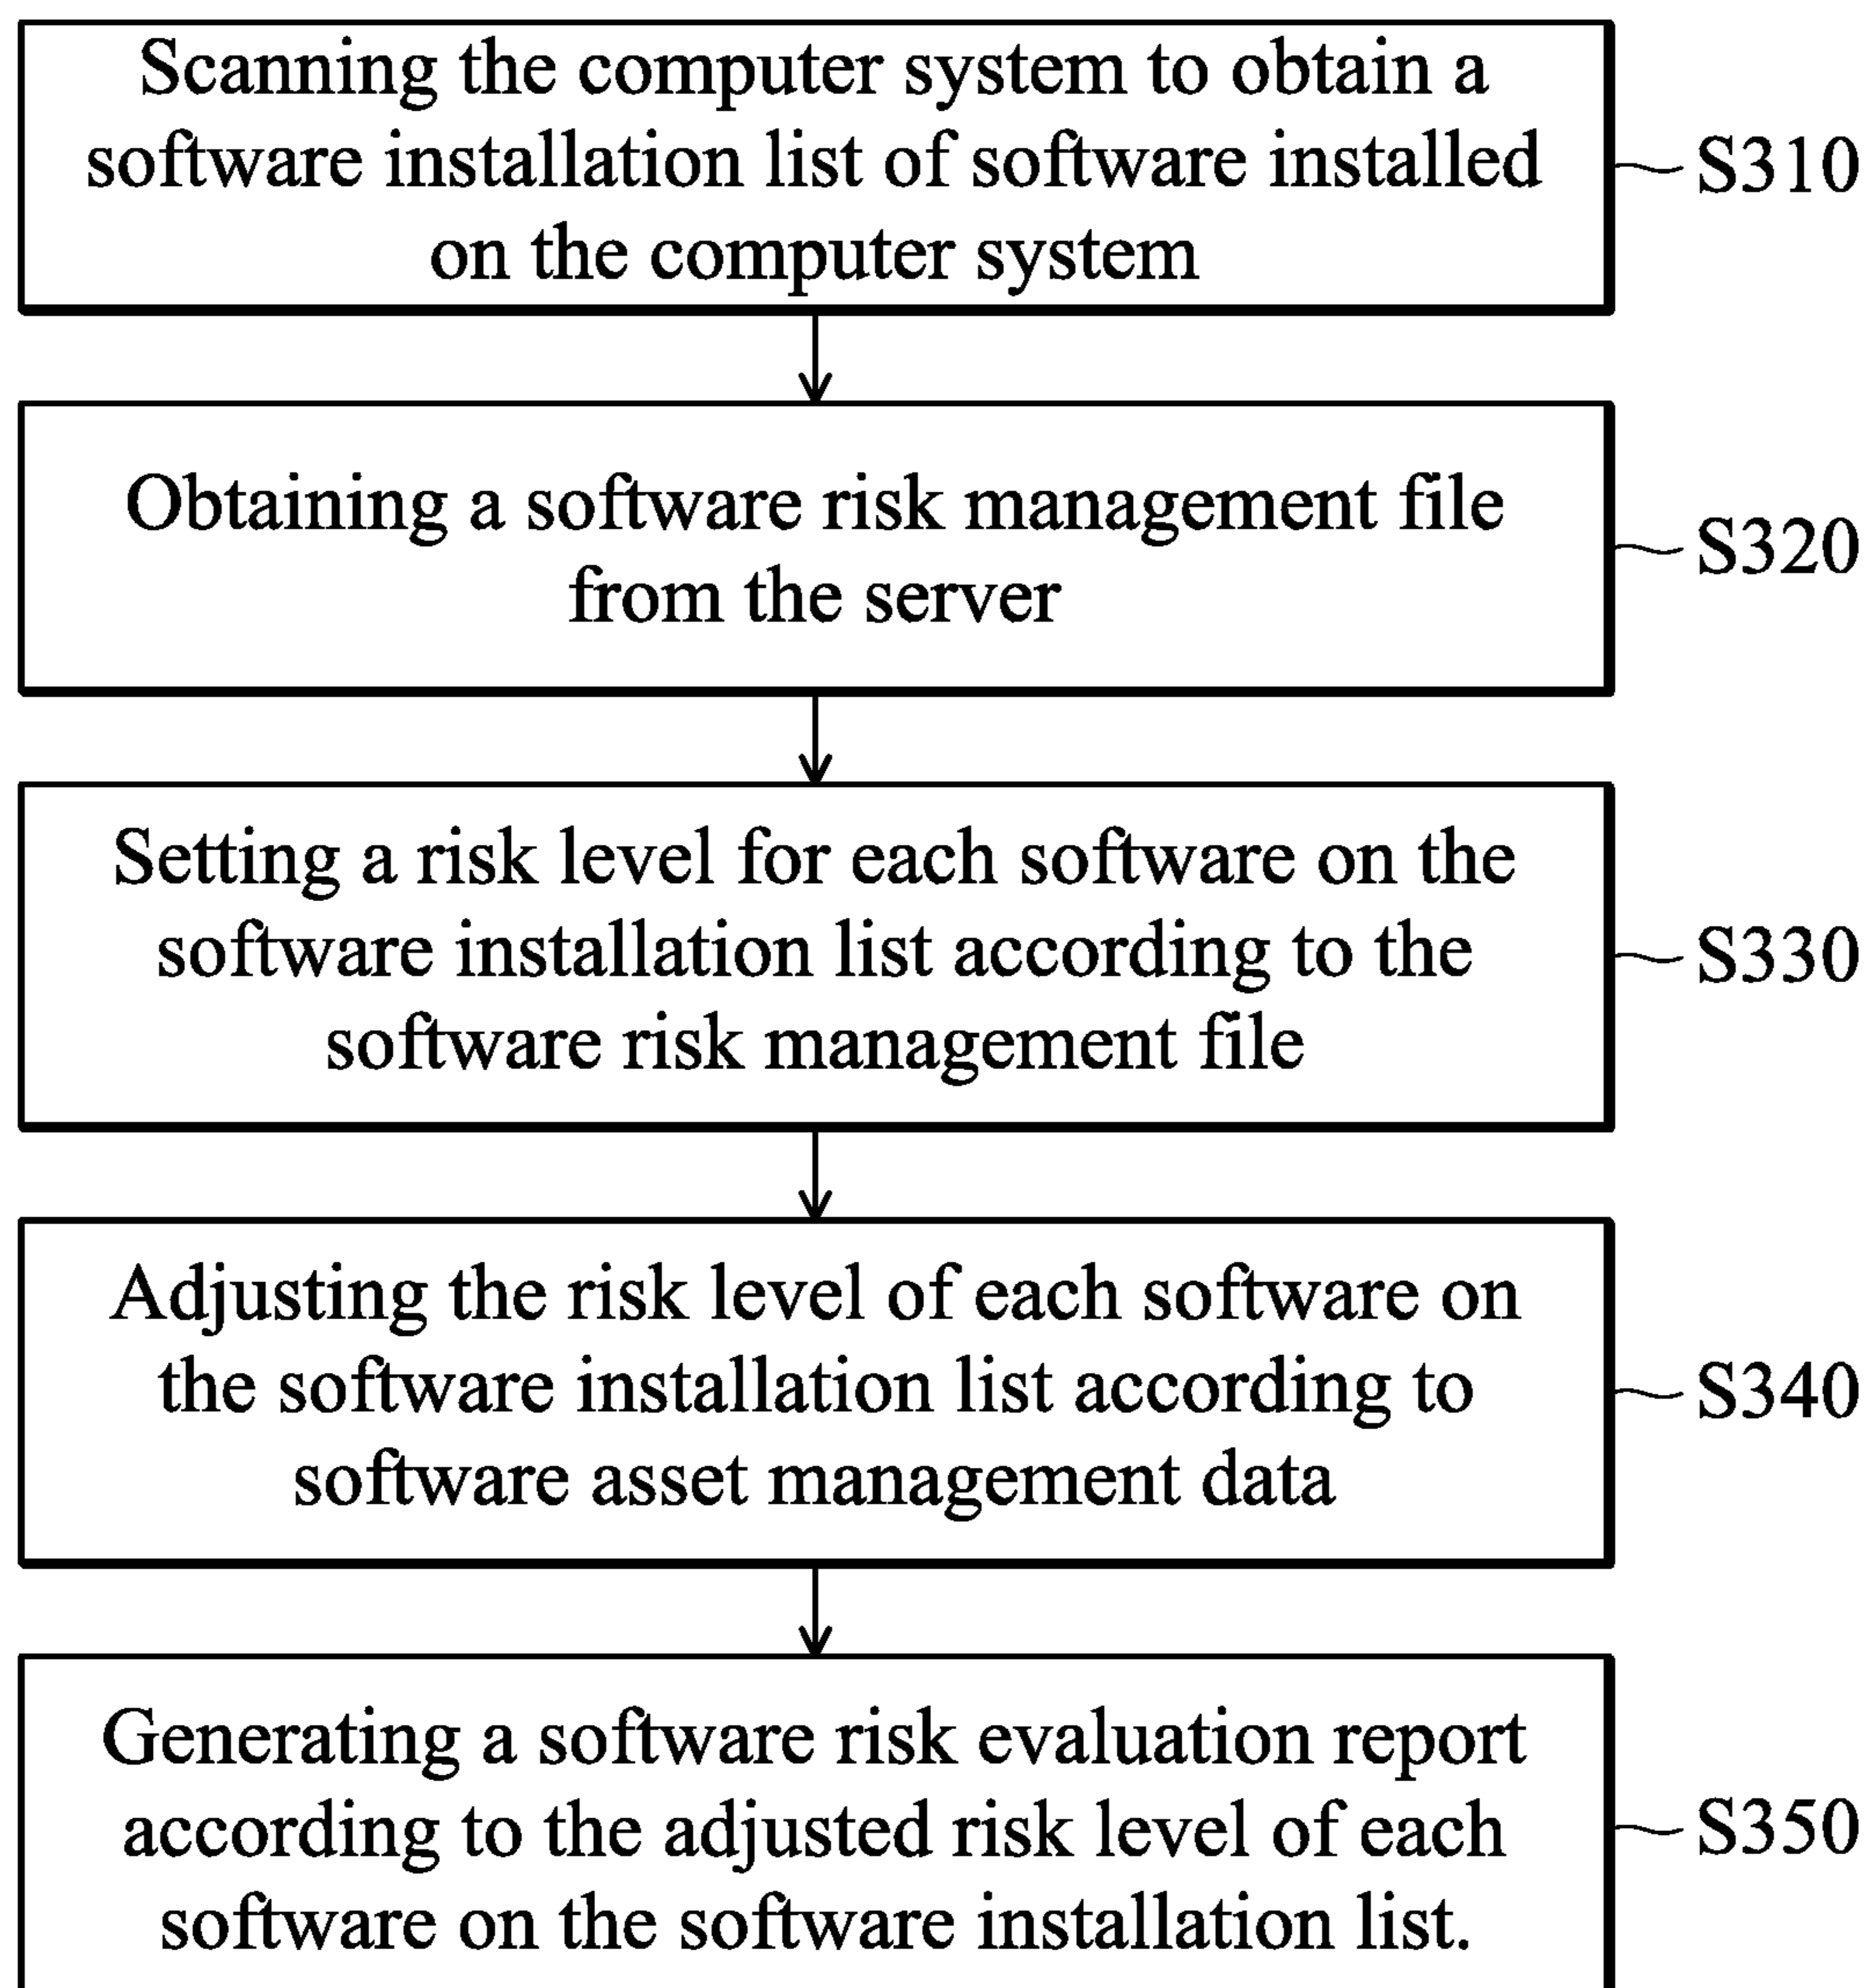 Scanning the computer system to obtain a
software installation list of software installed
on the computer system
S310
Obtaining a software risk management file
from the server
S320
Setting a risk level for each software on the
software installation list according to the
software risk management file
S330
Adjusting the risk level of each software on
the software installation list according to
software asset management data
S340
Generating a software risk evaluation report
according to the adjusted risk level of each
software on the software installation list.
S350